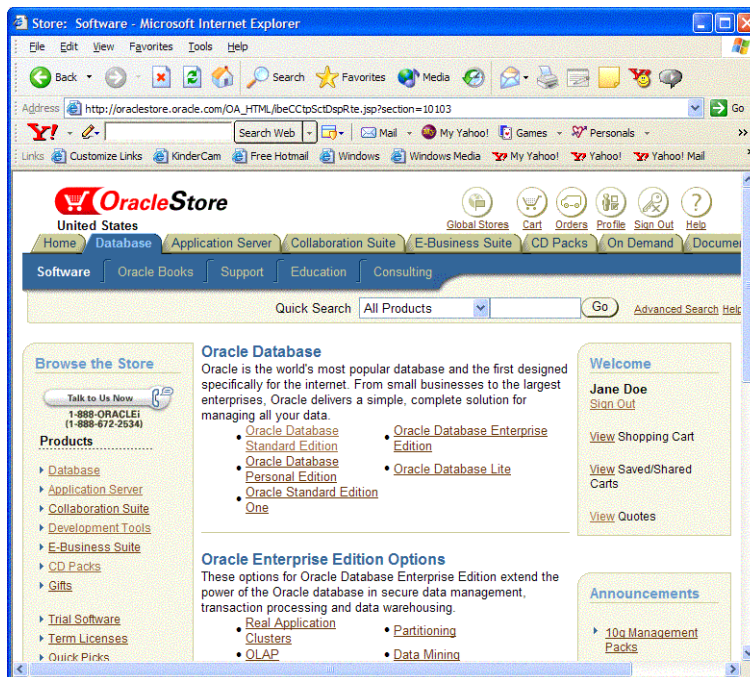 Store: Software - Microsoft Internet Explorer
File Edit View Favorites Tools Help
Back Search Favorites Media
Address http://oraclestore.oracle.com/OA_HTML/ibeCCtpSctDspRte.jsp?section=10103 Go
Y! Search Web Mail My Yahoo! Games Personals »
Links Customize Links KinderCam Free Hotmail Windows Windows Media My Yahoo! Yahoo! Yahoo! Mail
OracleStore
United States
Global Stores Cart Orders Profile Sign Out Help
Home Database Application Server Collaboration Suite E-Business Suite CD Packs On Demand Documen
Software Oracle Books Support Education Consulting
Quick Search All Products Go Advanced Search Help
Browse the Store
Talk to Us Now
1-888-ORACLEi
(1-888-672-2534)
Products
Database
Application Server
Collaboration Suite
Development Tools
E-Business Suite
CD Packs
Gifts
Trial Software
Term Licenses
Quick Picks
Oracle Database
Oracle is the world's most popular database and the first designed
specifically for the internet. From small businesses to the largest
enterprises, Oracle delivers a simple, complete solution for
managing all your data.
• Oracle Database
Standard Edition
• Oracle Database
Personal Edition
• Oracle Standard Edition
One
• Oracle Database Enterprise
Edition
• Oracle Database Lite
Oracle Enterprise Edition Options
These options for Oracle Database Enterprise Edition extend the
power of the Oracle database in secure data management,
transaction processing and data warehousing.
• Real Application
Clusters
• OLAP
• Partitioning
• Data Mining
Welcome
Jane Doe
Sign Out
View Shopping Cart
View Saved/Shared
Carts
View Quotes
Announcements
10g Management
Packs